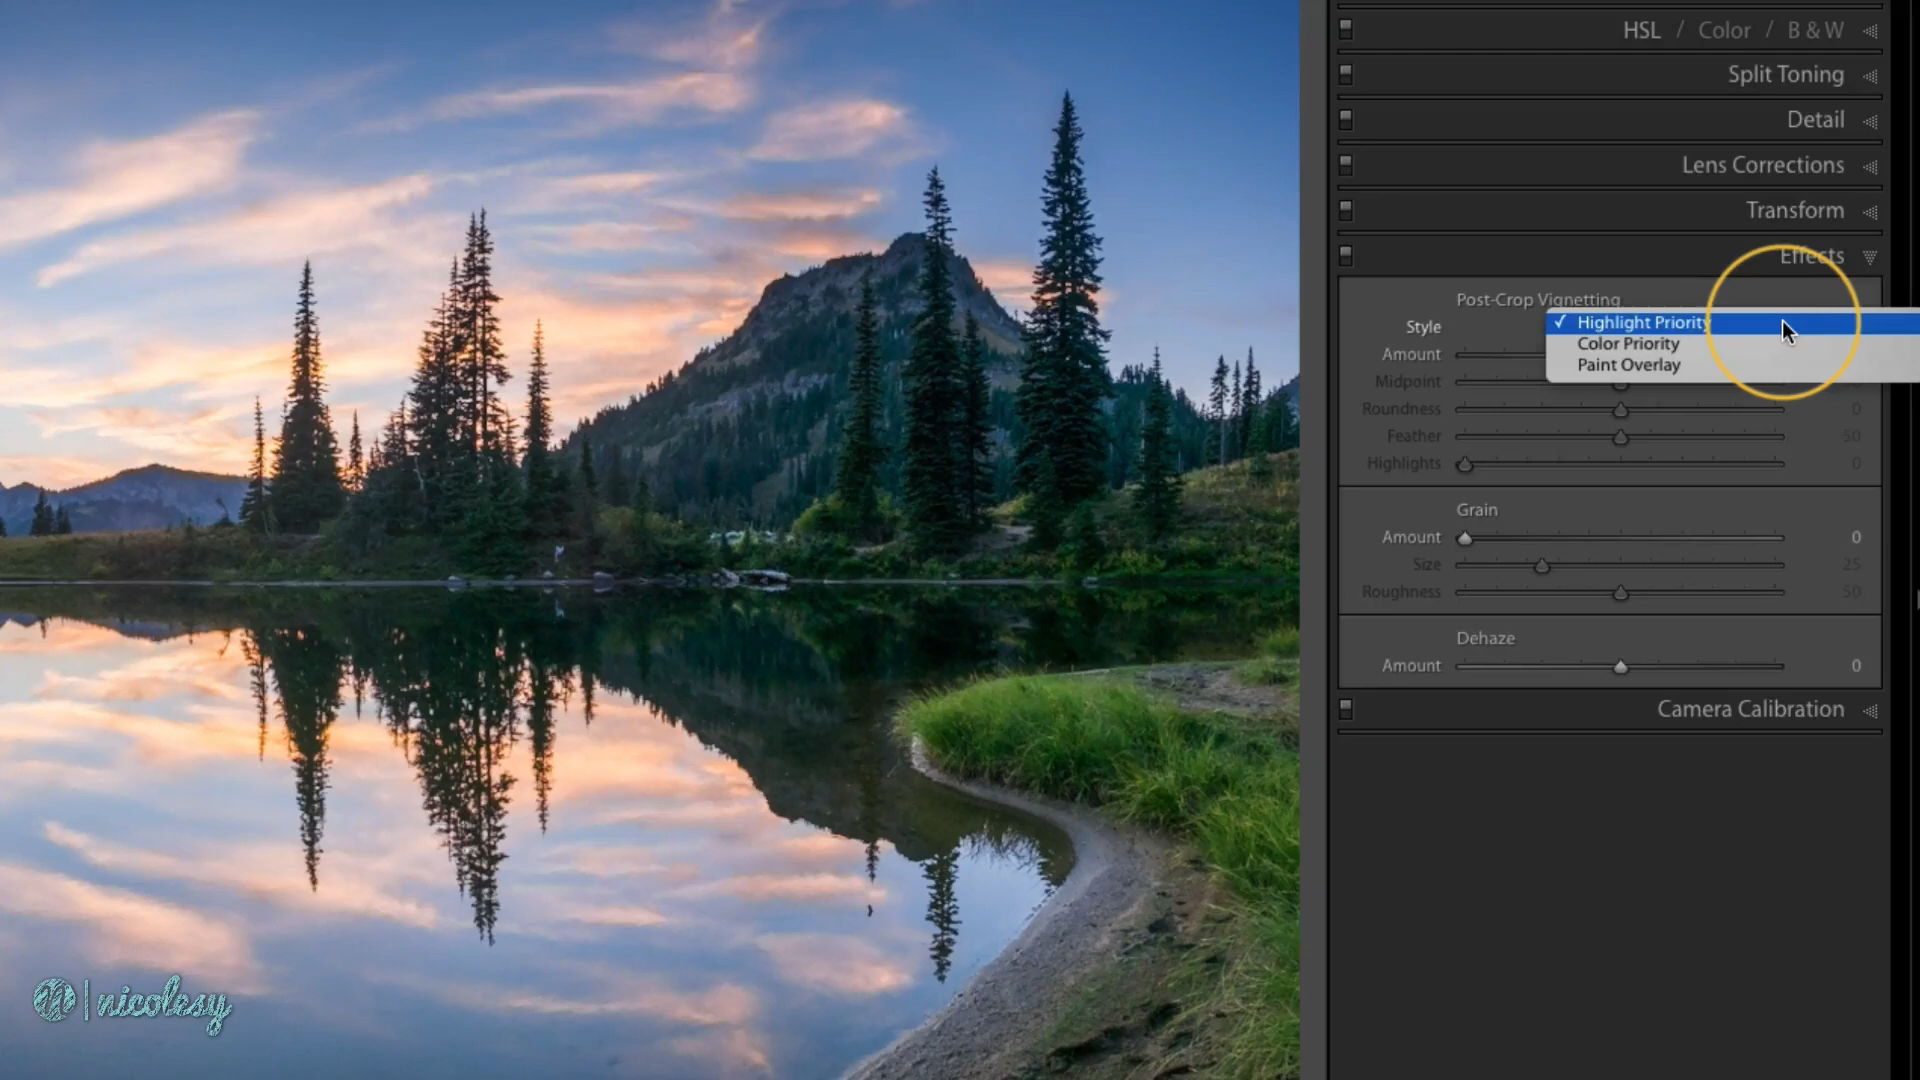 HSL / Color / B & W
Split Toning
Detail
Lens Corrections
Transform
Effects
Post-Crop Vignetting
Style ✓ Highlight Priority
Color Priority
Paint Overlay
Amount
Midpoint
Roundness 0
Feather 50
Highlights 0
Grain
Amount 0
Size 25
Roughness 50
Dehaze
Amount 0
Camera Calibration
n | nicolesy